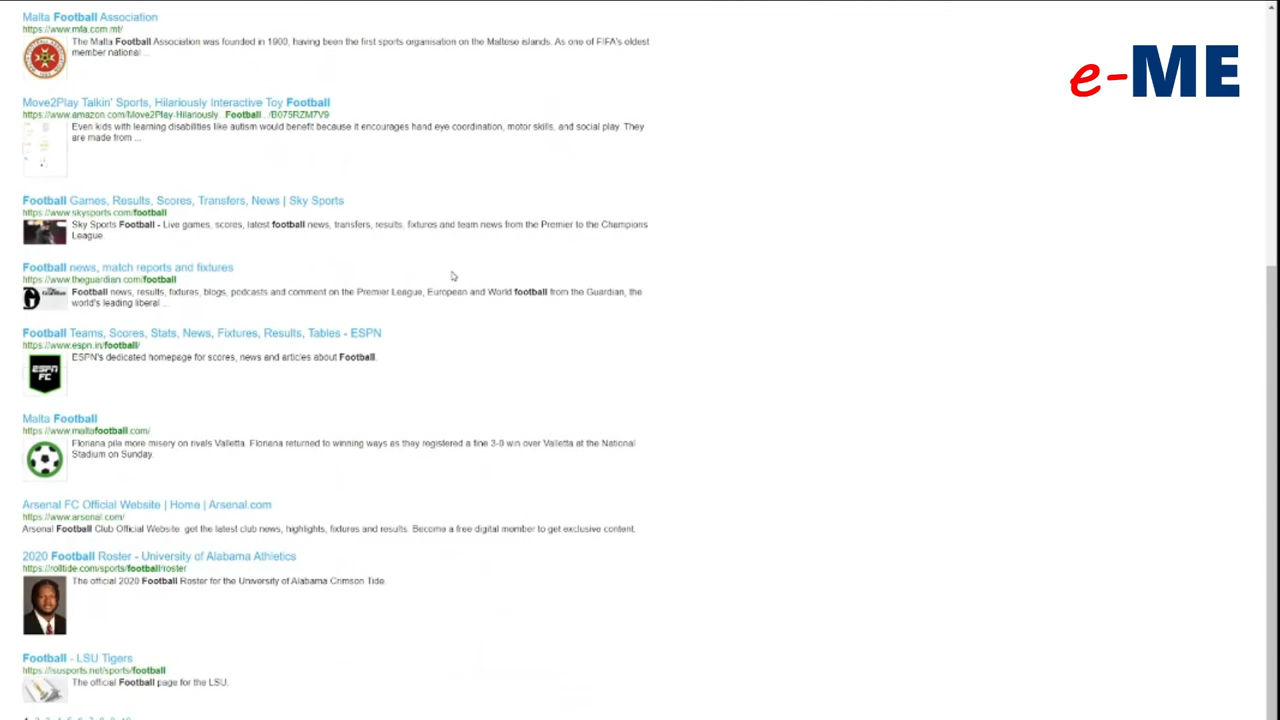 Malta Football Association
https://www.mfa.com.mt/
The Malta Football Association was founded in 1900, having been the first sports organisation on the Maltese islands. As one of FIFA's oldest
member national ...
e-ME
Move2Play Talkin' Sports, Hilariously Interactive Toy Football
https://www.amazon.com/Move2Play-Hilariously...Football.../B075RZM7V9
Even kids with learning disabilities like autism would benefit because it encourages hand eye coordination, motor skills, and social play. They
are made from ...
Football Games, Results, Scores, Transfers, News | Sky Sports
https://www.skysports.com/football
Sky Sports Football - Live games, scores, latest football news, transfers, results, fixtures and team news from the Premier to the Champions
League.
Football news, match reports and fixtures
https://www.theguardian.com/football
Football news, results, fixtures, blogs, podcasts and comment on the Premier League, European and World football from the Guardian, the
world's leading liberal ...
Football Teams, Scores, Stats, News, Fixtures, Results, Tables - ESPN
https://www.espn.in/football/
ESPN's dedicated homepage for scores, news and articles about Football.
ESPN
FC
Malta Football
https://www.maltafootball.com/
Floriana pile more misery on rivals Valletta. Floriana returned to winning ways as they registered a fine 3-0 win over Valletta at the National
Stadium on Sunday.
Arsenal FC Official Website | Home | Arsenal.com
https://www.arsenal.com/
Arsenal Football Club Official Website: get the latest club news, highlights, fixtures and results. Become a free digital member to get exclusive content.
2020 Football Roster - University of Alabama Athletics
https://rolltide.com/sports/football/roster
The official 2020 Football Roster for the University of Alabama Crimson Tide.
Football - LSU Tigers
https://lsusports.net/sports/football
The official Football page for the LSU.